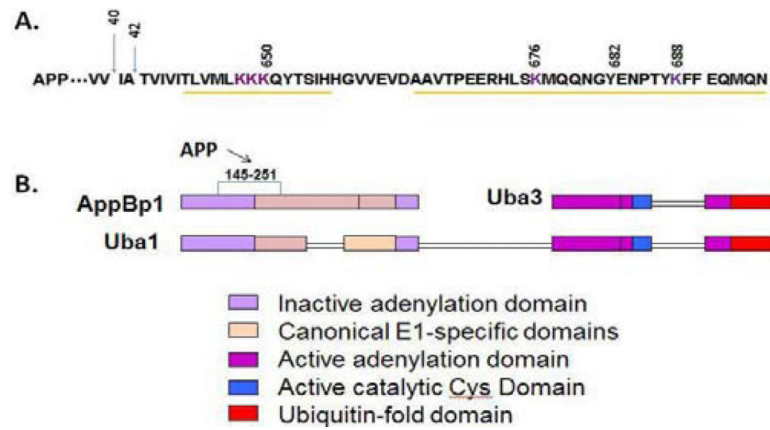 A.
40
42
650
676
682
688
APP...VV IA TVIVITLVMLKKKQYTSIHHGVVEVDAAVTPEERHLSKMQQNGYENPTYKFF EQMQN
APP
145-251
B.
AppBp1
Uba3
Uba1
Inactive adenylation domain
Canonical E1-specific domains
Active adenylation domain
Active catalytic Cys Domain
Ubiquitin-fold domain